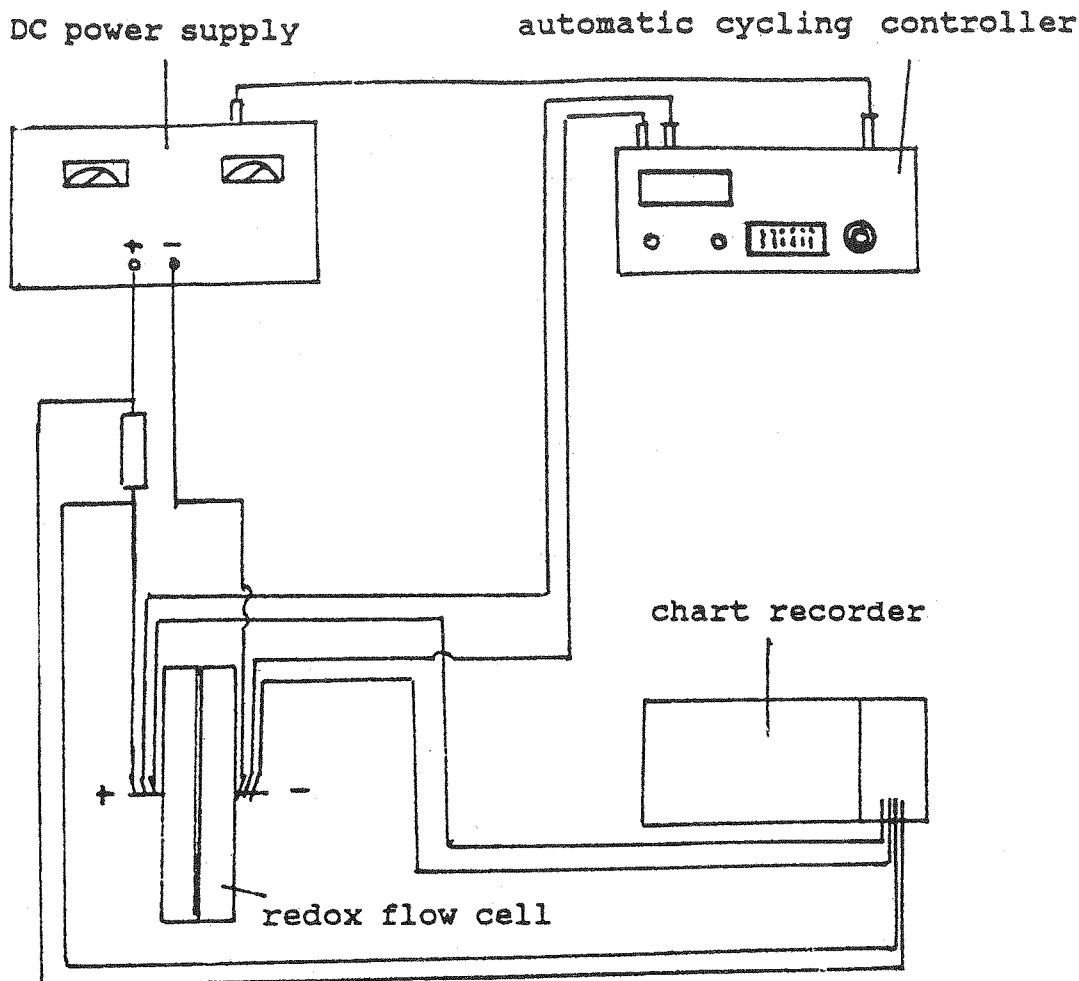 DC power supply
automatic cycling controller
+ −
chart recorder
+ −
redox flow cell